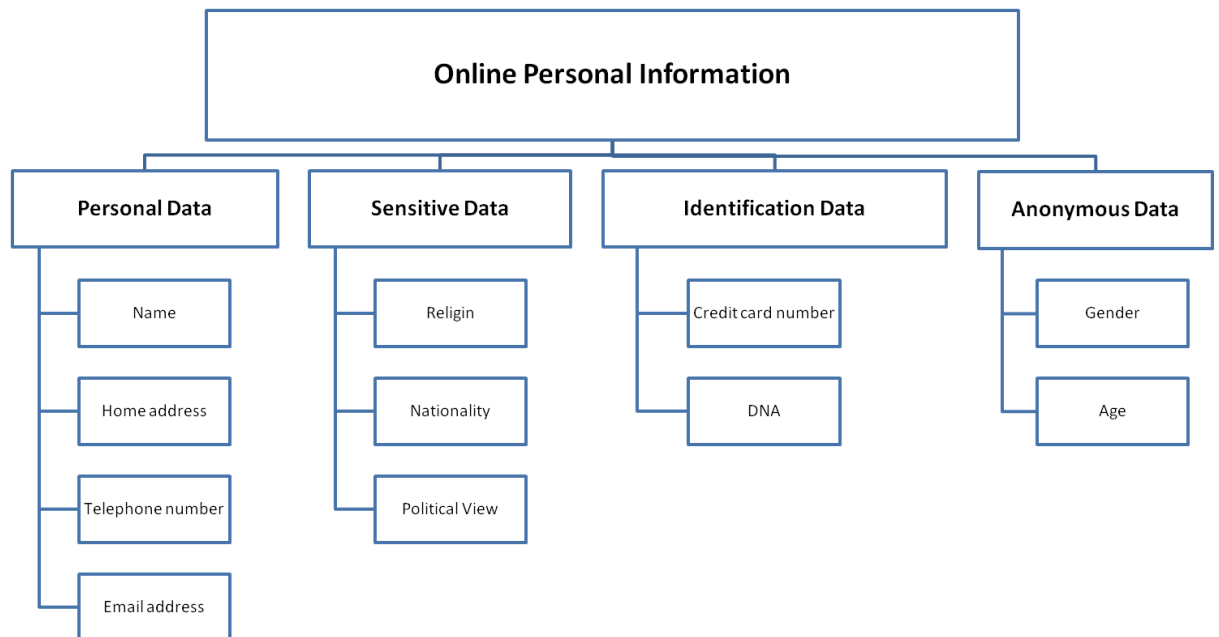 Online Personal Information
Personal Data
Sensitive Data
Identification Data
Anonymous Data
Name
Religin
Credit card number
Gender
Home address
Nationality
DNA
Age
Telephone number
Political View
Email address